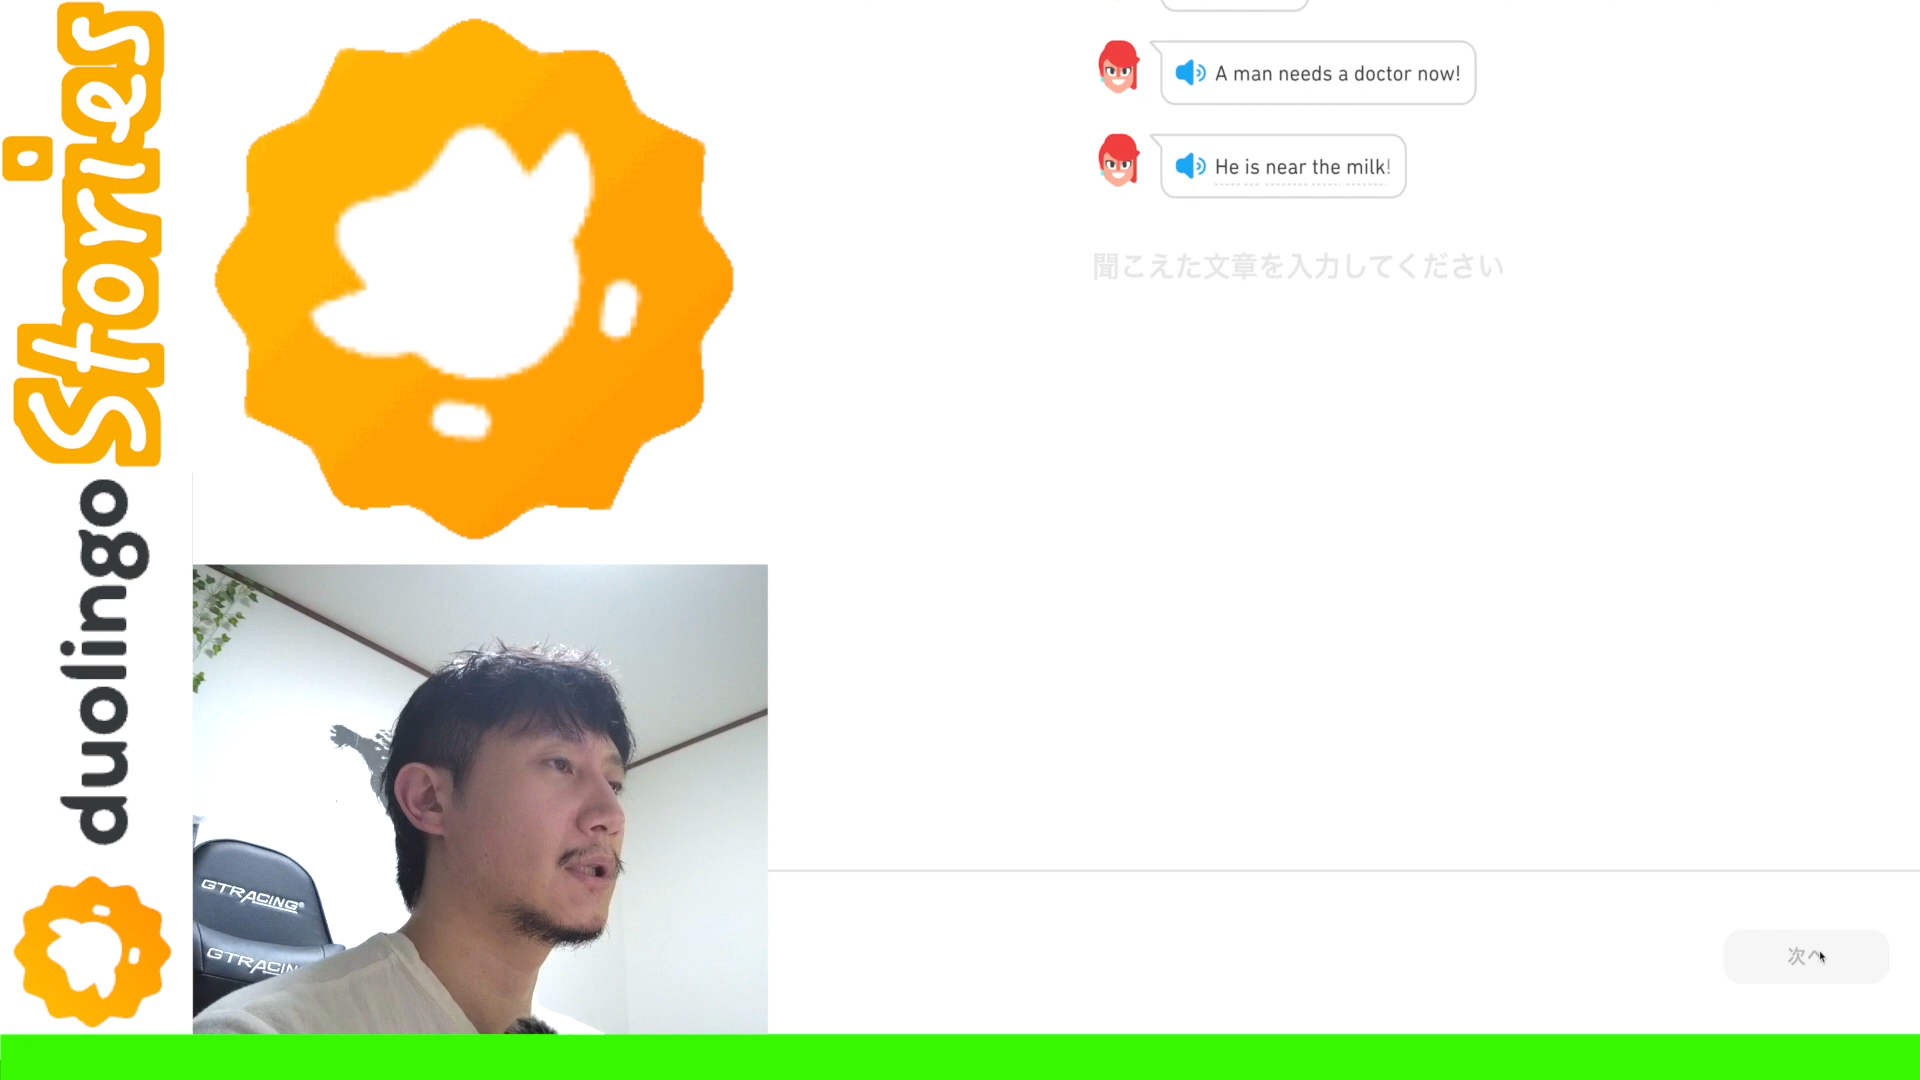 duolingo Stories
A man needs a doctor now!
He is near the milk!
聞こえた文章を入力してください
次へ
GTRACING
GTRACIN